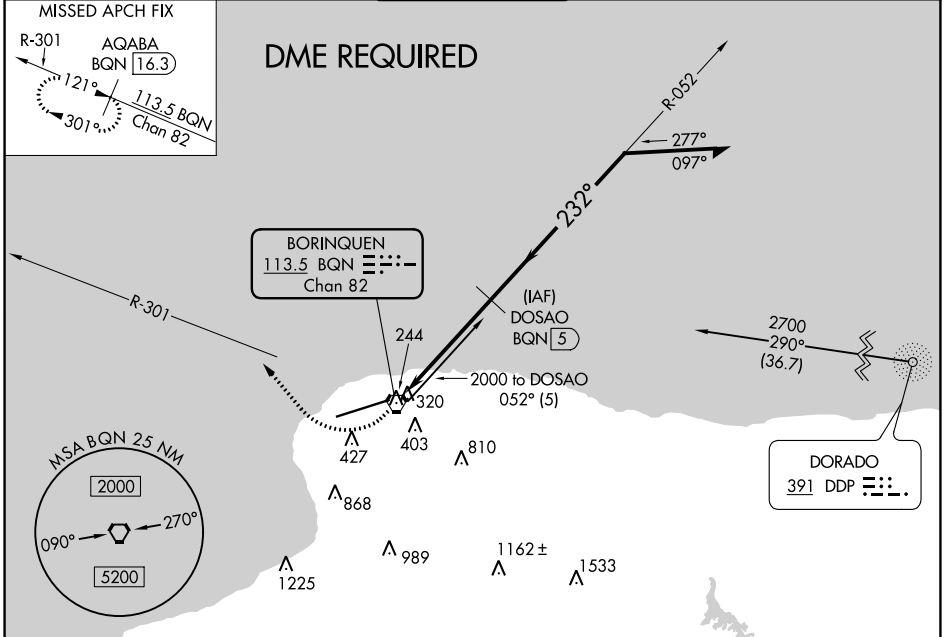 MISSED APCH FIX
R-301
AQABA
BQN 16.3
121°
301°
113.5 BQN
Chan 82
DME REQUIRED
R-052
277°
097°
232°
BORINQUEN
113.5 BQN
Chan 82
R-301
(IAF)
DOSAO
BQN 5
244
2000 to DOSAO
052° (5)
320
2700
290°
(36.7)
427
403
810
DORADO
391 DDP
MSA BQN 25 NM
2000
090°
270°
5200
868
989
1162 ±
1533
1225